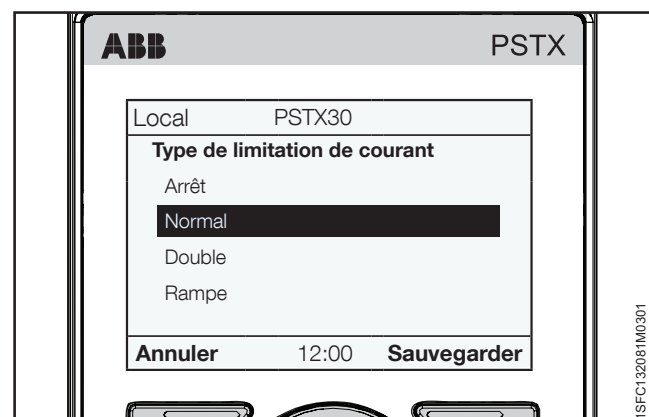 ABB PSTX
Local PSTX30
Type de limitation de courant
Arrêt
Normal
Double
Rampe
Annuler 12:00 Sauvegarder
1SFC132081M0301